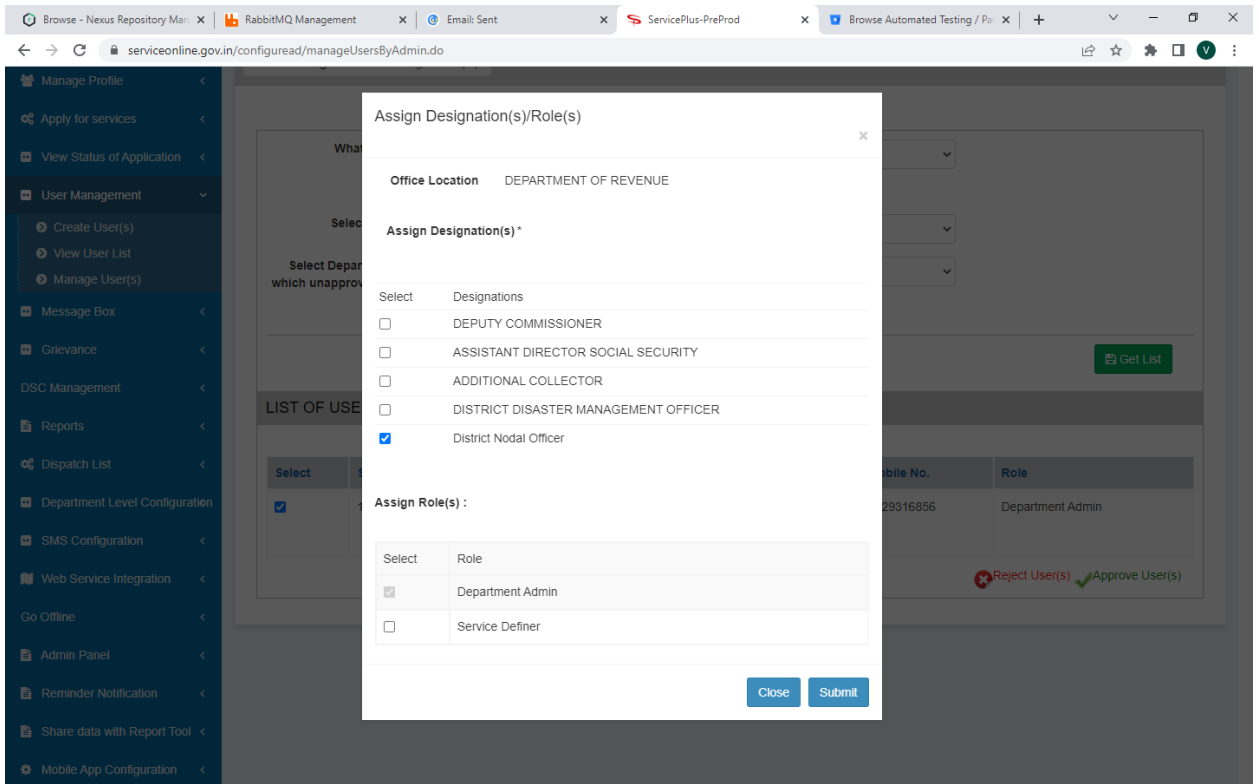 Browse - Nexus Repository Man
RabbitMQ Management
Email: Sent
ServicePlus-PreProd
Browse Automated Testing / Pa
serviceonline.gov.in/configuread/manageUsersByAdmin.do
V
Manage Profile
Apply for services
View Status of Application
User Management
Create User(s)
View User List
Manage User(s)
Message Box
Grievance
DSC Management
Reports
Dispatch List
Department Level Configuration
SMS Configuration
Web Service Integration
Go Offline
Admin Panel
Reminder Notification
Share data with Report Tool
Mobile App Configuration
What
Selec
Select Depar
which unapprov
Get List
LIST OF USE
Select
S
obile No.
Role
1
29316856
Department Admin
Reject User(s)
Approve User(s)
Assign Designation(s)/Role(s)
Office Location DEPARTMENT OF REVENUE
Assign Designation(s)*
Select Designations
DEPUTY COMMISSIONER
ASSISTANT DIRECTOR SOCIAL SECURITY
ADDITIONAL COLLECTOR
DISTRICT DISASTER MANAGEMENT OFFICER
District Nodal Officer
Assign Role(s) :
Select Role
Department Admin
Service Definer
Close Submit